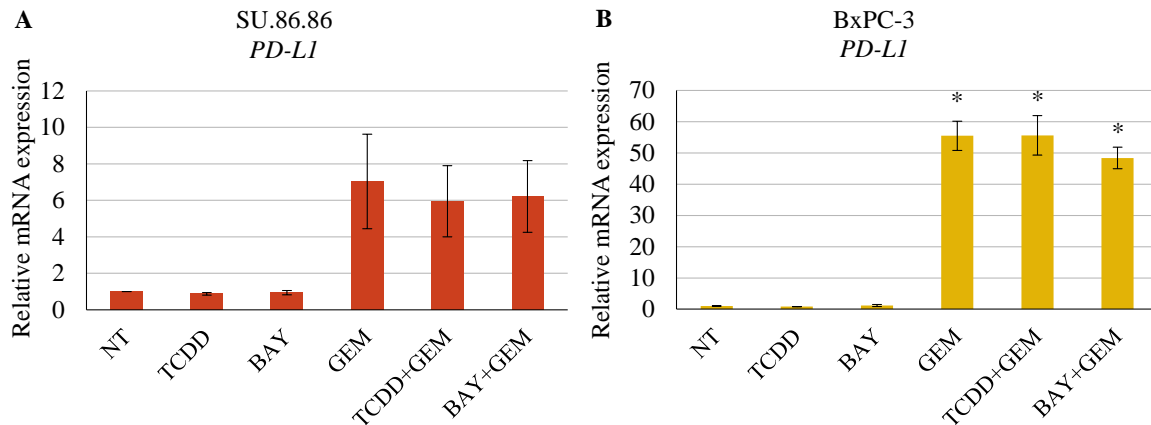 A
SU.86.86
PD-L1
Relative mRNA expression
12
10
8
6
4
2
0
NT
TCDD
BAY
GEM
TCDD+GEM
BAY+GEM
B
BxPC-3
PD-L1
Relative mRNA expression
70
60
50
40
30
20
10
0
* * *
NT
TCDD
BAY
GEM
TCDD+GEM
BAY+GEM